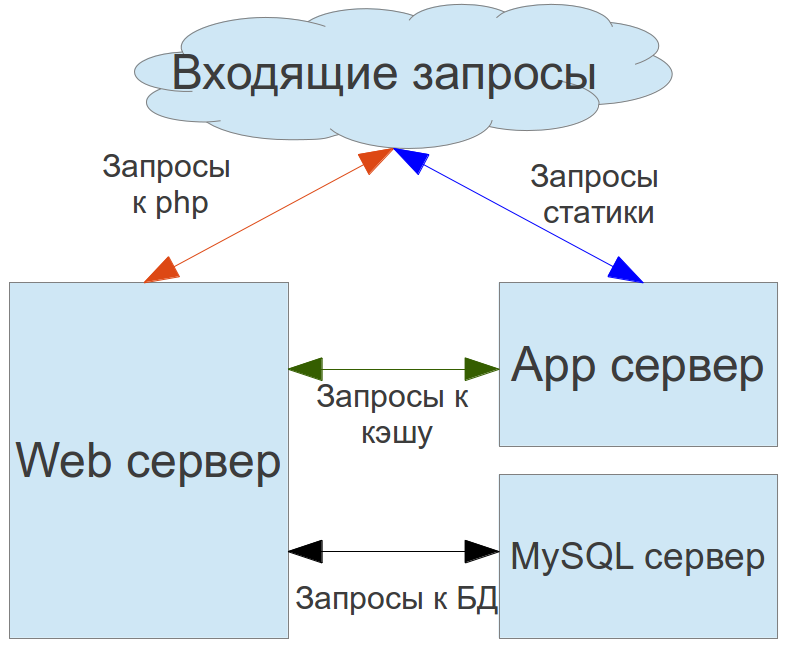 Входящие запросы
Запросы
к php
Запросы
статики
App сервер
Запросы к
кэшу
Web сервер
MySQL сервер
Запросы к БД